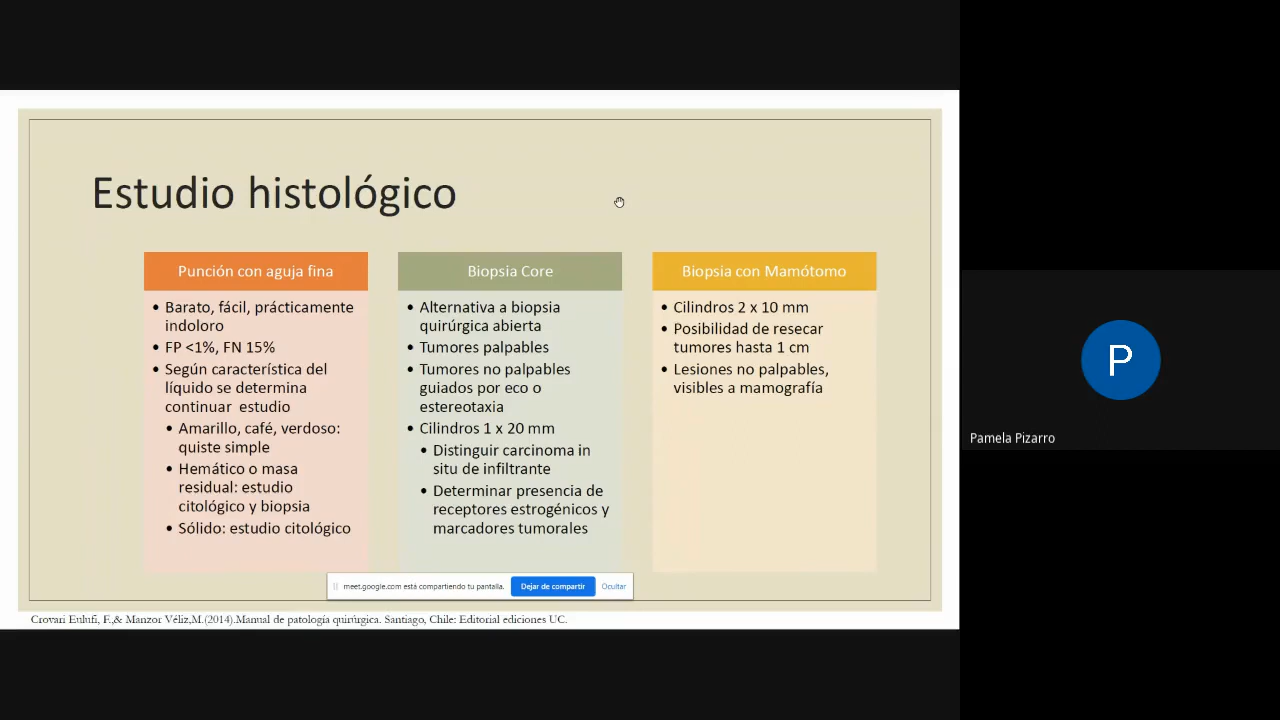 Estudio histológico
Punción con aguja fina
• Barato, fácil, prácticamente
indoloro
• FP <1%, FN 15%
• Según característica del
líquido se determina
continuar estudio
• Amarillo, café, verdoso:
quiste simple
• Hemático o masa
residual: estudio
citológico y biopsia
• Sólido: estudio citológico
Biopsia Core
• Alternativa a biopsia
quirúrgica abierta
• Tumores palpables
• Tumores no palpables
guiados por eco o
estereotaxia
• Cilindros 1 x 20 mm
• Distinguir carcinoma in
situ de infiltrante
• Determinar presencia de
receptores estrogénicos y
marcadores tumorales
Biopsia con Mamótomo
• Cilindros 2 x 10 mm
• Posibilidad de resecar
tumores hasta 1 cm
• Lesiones no palpables,
visibles a mamografía
meet.google.com está compartiendo tu pantalla.
Dejar de compartir
Ocultar
Crovari Eulufi, F.,& Manzor Véliz,M.(2014).Manual de patología quirúrgica. Santiago, Chile: Editorial ediciones UC.
P
Pamela Pizarro